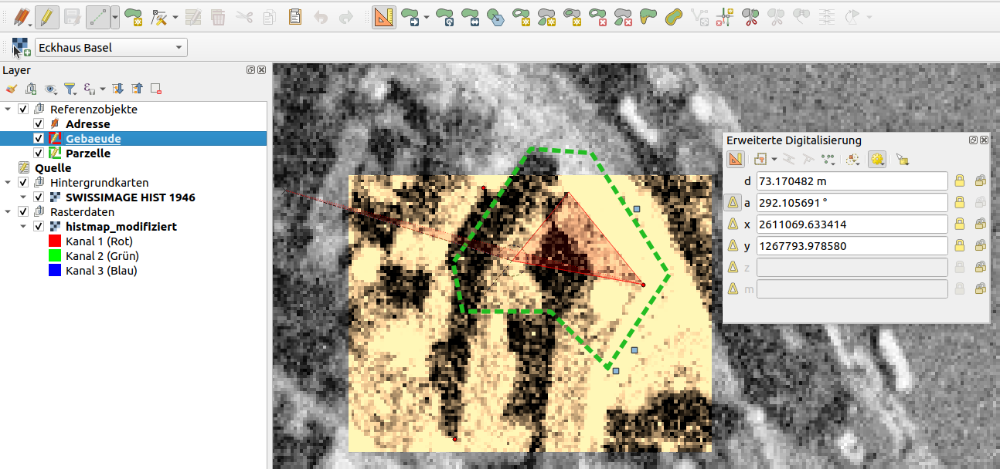 Eckhaus Basel
Layer
Referenzobjekte
Adresse
Gebaeude
Parzelle
Quelle
Hintergrundkarten
SWISSIMAGE HIST 1946
Rasterdaten
histmap_modifiziert
Kanal 1 (Rot)
Kanal 2 (Grün)
Kanal 3 (Blau)
Erweiterte Digitalisierung
d 73.170482 m
a 292.105691 °
x 2611069.633414
y 1267793.978580
z
m